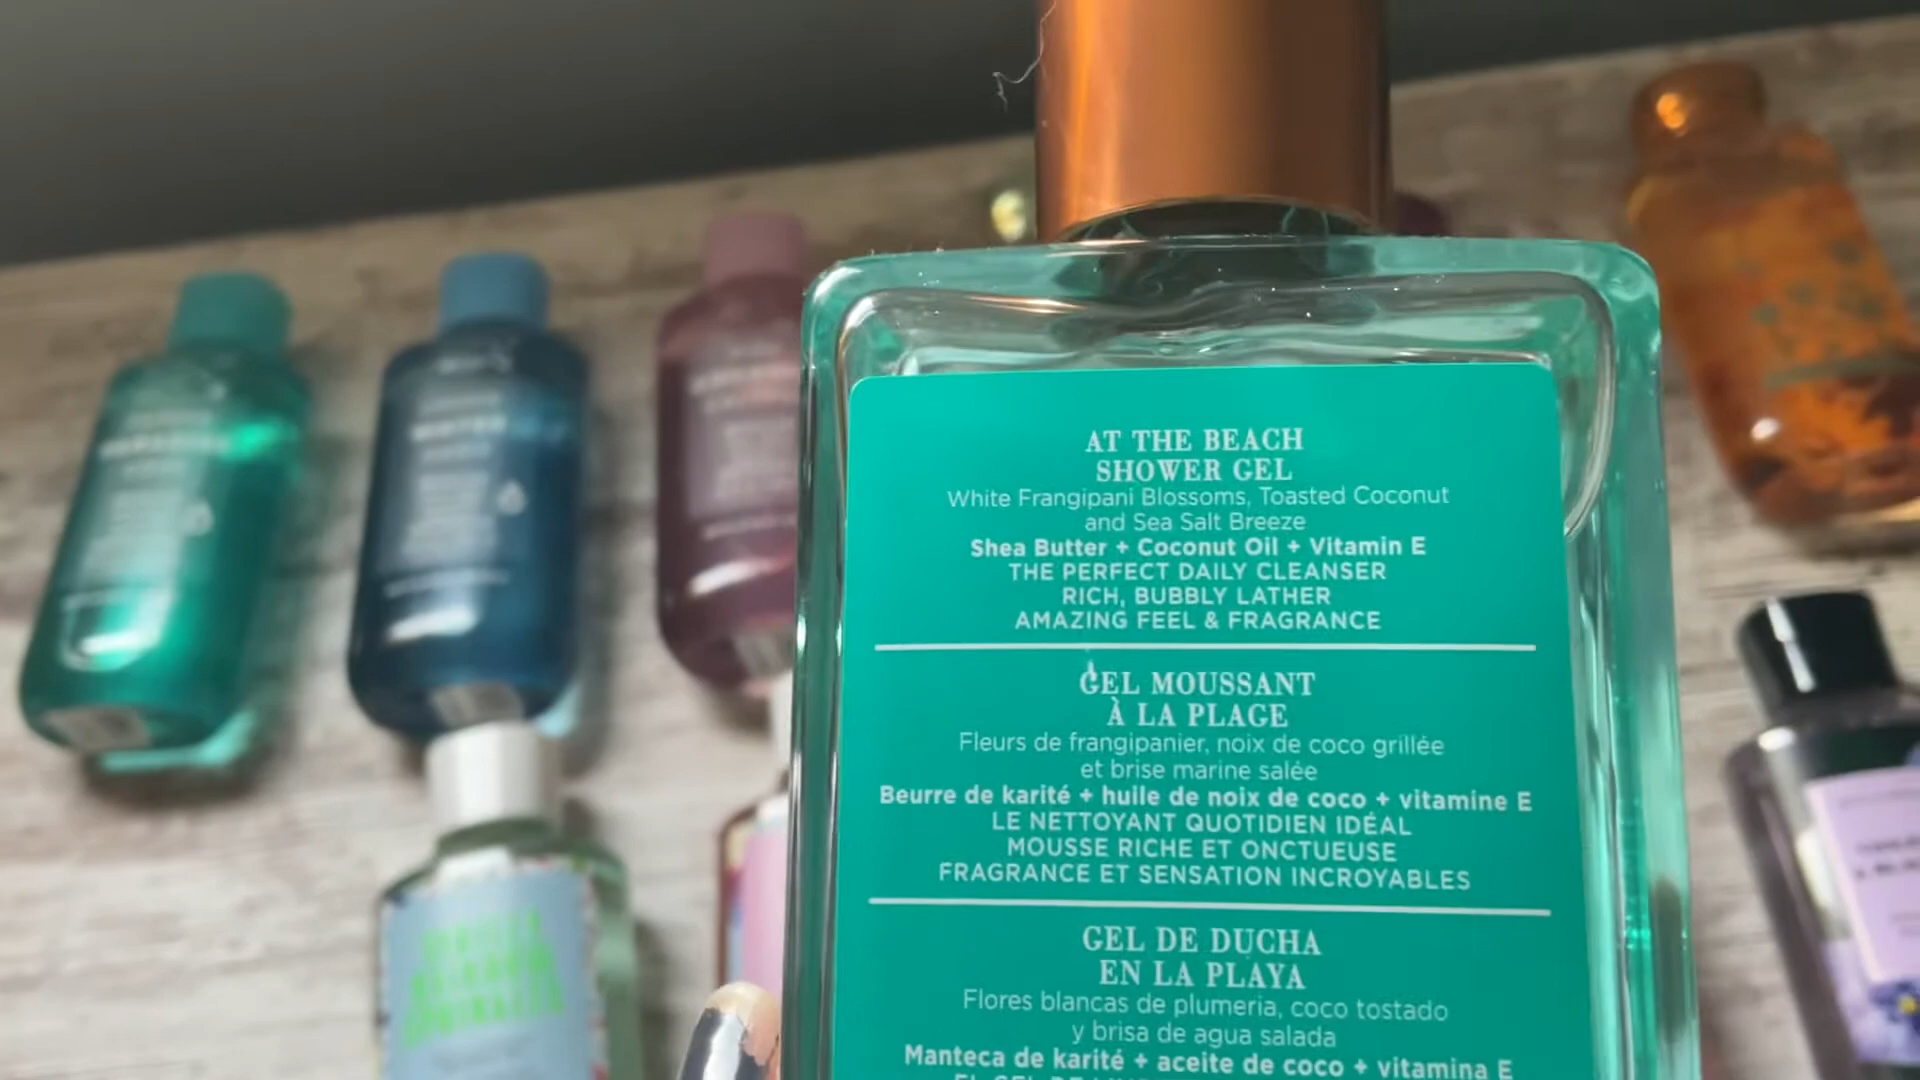 AT THE BEACH
SHOWER GEL
White Frangipani Blossoms, Toasted Coconut
and Sea Salt Breeze
Shea Butter + Coconut Oil + Vitamin E
THE PERFECT DAILY CLEANSER
RICH, BUBBLY LATHER
AMAZING FEEL & FRAGRANCE
GEL MOUSSANT
À LA PLAGE
Fleurs de frangipanier, noix de coco grillée
et brise marine salée
Beurre de karité + huile de noix de coco + vitamine E
LE NETTOYANT QUOTIDIEN IDÉAL
MOUSSE RICHE ET ONCTUEUSE
FRAGRANCE ET SENSATION INCROYABLES
GEL DE DUCHA
EN LA PLAYA
Flores blancas de plumeria, coco tostado
y brisa de agua salada
Manteca de karité + aceite de coco + vitamina E